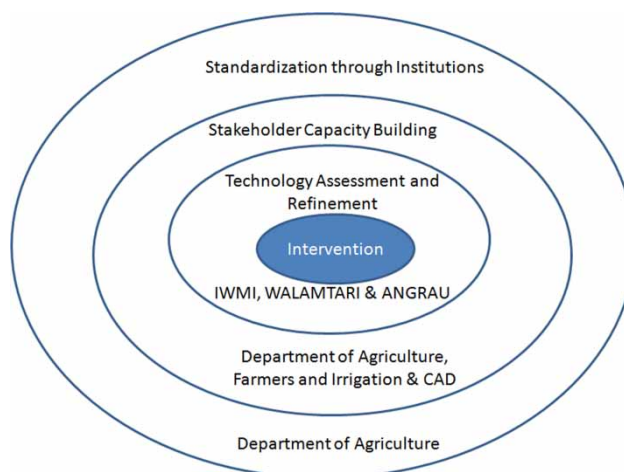 Standardization through Institutions
Stakeholder Capacity Building
Technology Assessment and
Refinement
Intervention
IWMI, WALAMTARI & ANGRAU
Department of Agriculture,
Farmers and Irrigation & CAD
Department of Agriculture